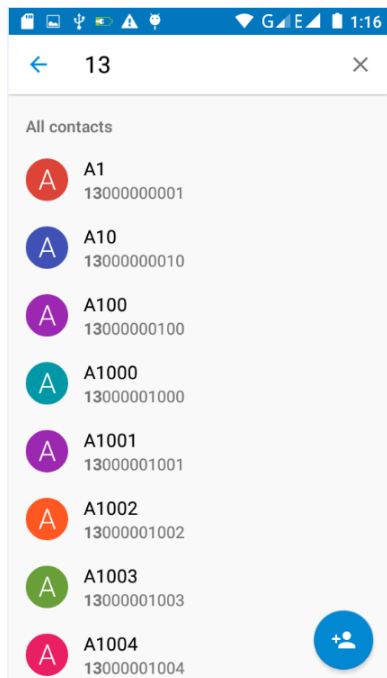 G E 1:16
13
All contacts
A
A1
13000000001
A
A10
13000000010
A
A100
13000000100
A
A1000
13000001000
A
A1001
13000001001
A
A1002
13000001002
A
A1003
13000001003
A
A1004
13000001004